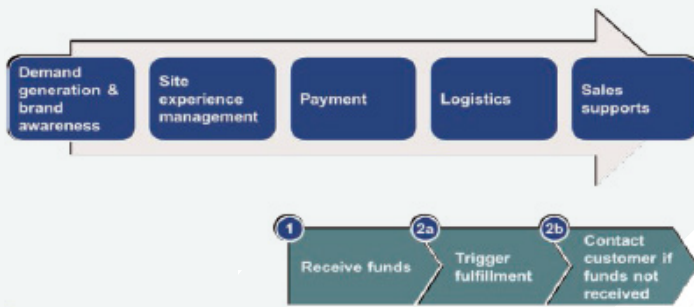 Demand
generation &
brand
awareness
Site
experience
management
Payment
Logistics
Sales
supports
1
Receive funds
2a
Trigger
fulfillment
2b
Contact
customer if
funds not
received